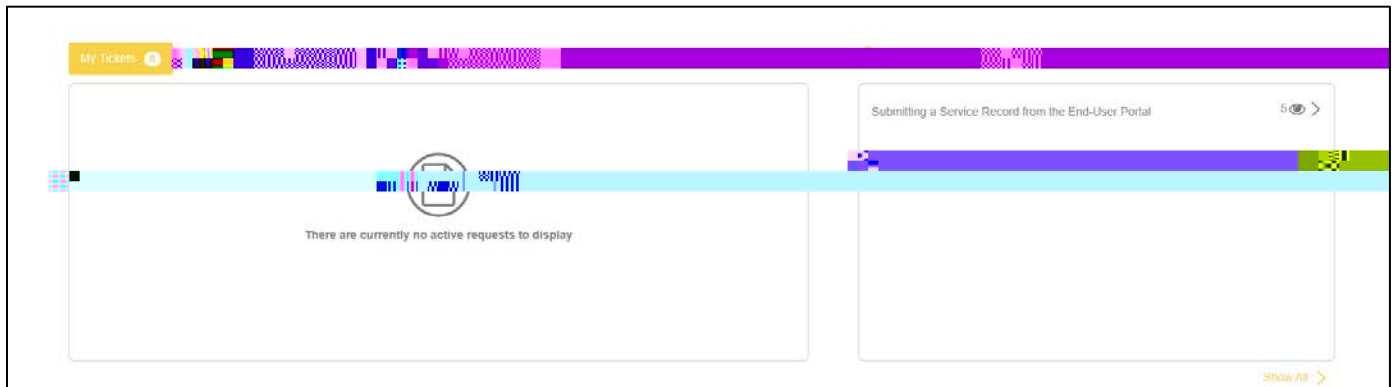 My Tickets 0
Submitting a Service Record from the End-User Portal 5
There are currently no active requests to display
Show All